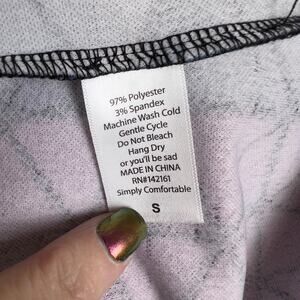 97% Polyester
3% Spandex
Machine Wash Cold
Gentle Cycle
Do Not Bleach
Hang Dry
or you'll be sad
MADE IN CHINA
RN#142161
Simply Comfortable
S